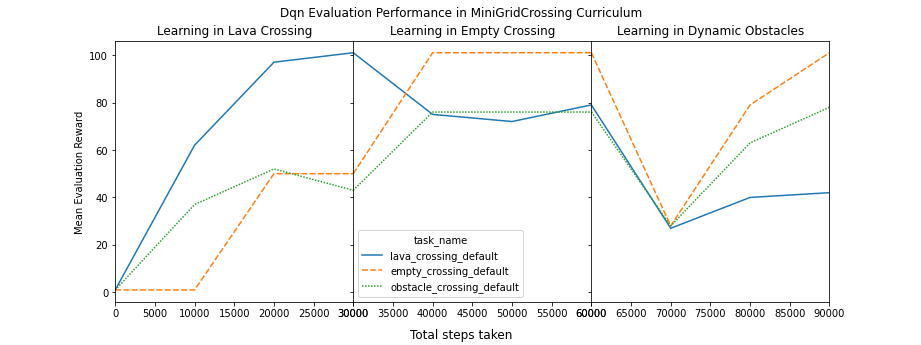 Dqn Evaluation Performance in MiniGridCrossing Curriculum
Learning in Lava Crossing
Learning in Empty Crossing
Learning in Dynamic Obstacles
Mean Evaluation Reward
100
80
60
40
20
0
task_name
lava_crossing_default
empty_crossing_default
obstacle_crossing_default
0 5000 10000 15000 20000 25000 30000
30000 35000 40000 45000 50000 55000 60000
60000 65000 70000 75000 80000 85000 90000
Total steps taken